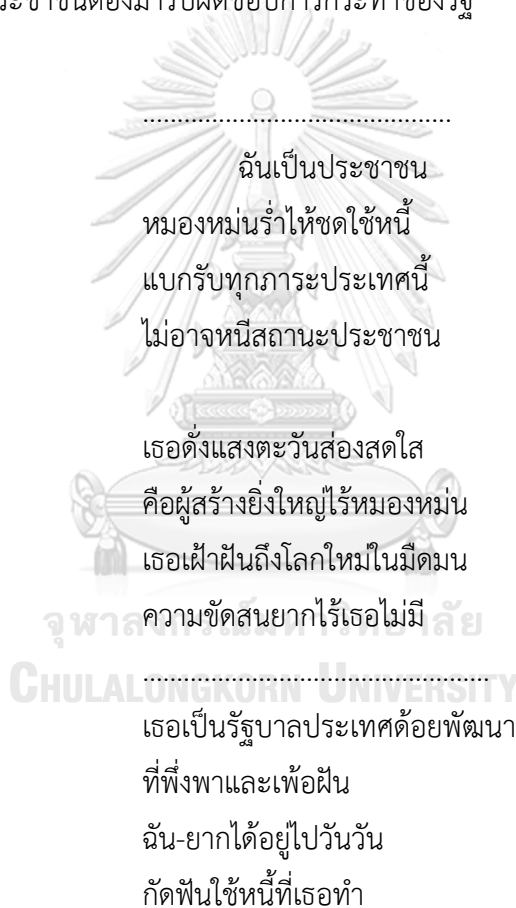 ระชาชนต้องมารับผิดชอบการกระทำของรัฐ
..............................................
ฉันเป็นประชาชน
หมองหม่นร่ำไห้ชดใช้หนี้
แบกรับทุกภาระประเทศนี้
ไม่อาจหนีสถานะประชาชน
เธอดั่งแสงตะวันส่องสดใส
คือผู้สร้างยิ่งใหญ่ไร้หมองหม่น
เธอเฝ้าฝันถึงโลกใหม่ในมืดมน
ความขัดสนยากไร้เธอไม่มี
จุฬาลงกรณ์มหาวิทยาลัย
CHULALONGKORN UNIVERSITY
...................................................
เธอเป็นรัฐบาลประเทศด้อยพัฒนา
ที่พึ่งพาและเพ้อฝัน
ฉัน-ยากได้อยู่ไปวันวัน
กัดฟันใช้หนี้ที่เธอทำ